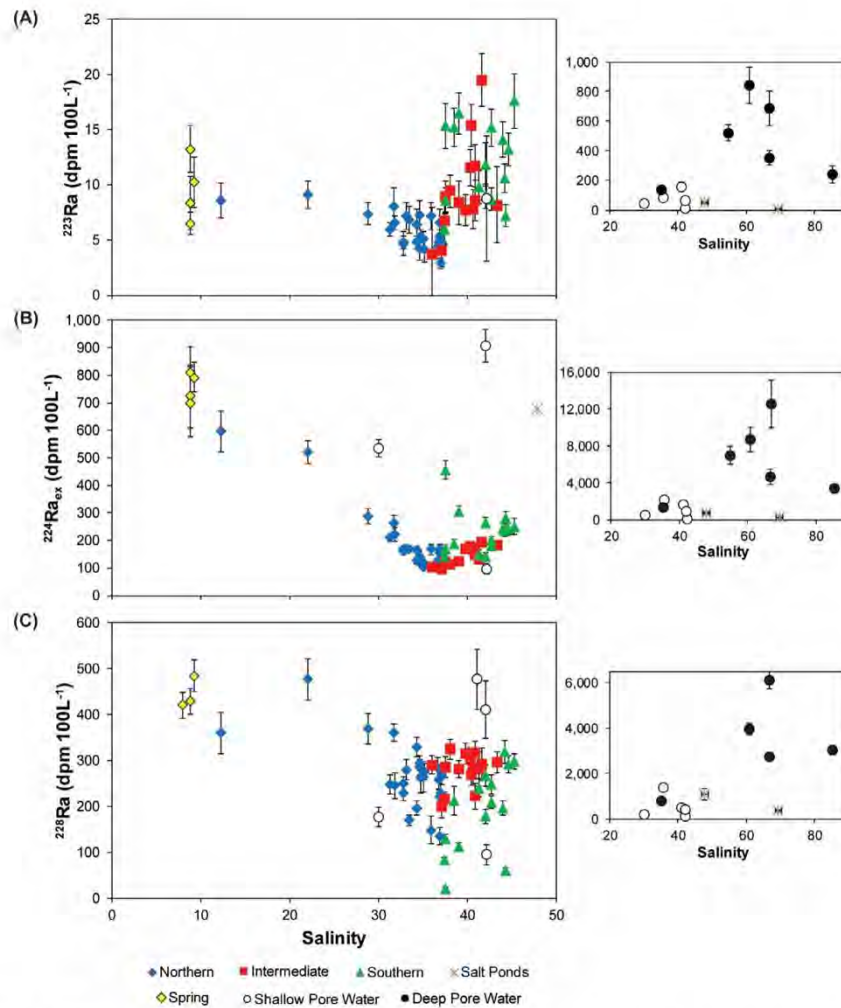 (A)
25
20
15
10
5
0
²²³Ra (dpm 100L⁻¹)
1,000
800
600
400
200
0
20 40 60 80
Salinity
(B)
1,000
900
800
700
600
500
400
300
200
100
0
²²⁴Raₑₓ (dpm 100L⁻¹)
16,000
12,000
8,000
4,000
0
20 40 60 80
Salinity
(C)
600
500
400
300
200
100
0
²²⁸Ra (dpm 100L⁻¹)
0 10 20 30 40 50
Salinity
6,000
4,000
2,000
0
20 40 60 80
Salinity
Northern Intermediate Southern Salt Ponds
Spring Shallow Pore Water Deep Pore Water